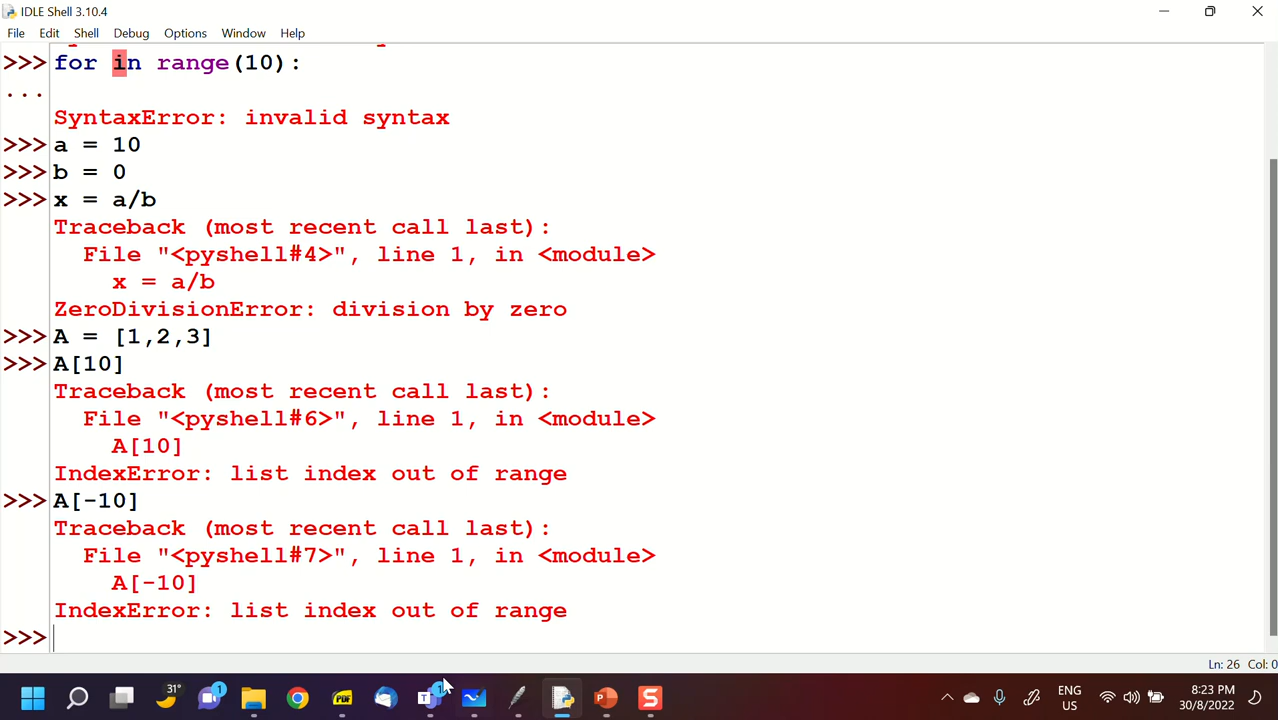 IDLE Shell 3.10.4
File Edit Shell Debug Options Window Help
>>> for in range(10):
...
SyntaxError: invalid syntax
>>> a = 10
>>> b = 0
>>> x = a/b
Traceback (most recent call last):
  File "<pyshell#4>", line 1, in <module>
    x = a/b
ZeroDivisionError: division by zero
>>> A = [1,2,3]
>>> A[10]
Traceback (most recent call last):
  File "<pyshell#6>", line 1, in <module>
    A[10]
IndexError: list index out of range
>>> A[-10]
Traceback (most recent call last):
  File "<pyshell#7>", line 1, in <module>
    A[-10]
IndexError: list index out of range
>>>
Ln: 26 Col: 0
31°
1
PDF
T
1
P
S
ENG
US
8:23 PM
30/8/2022